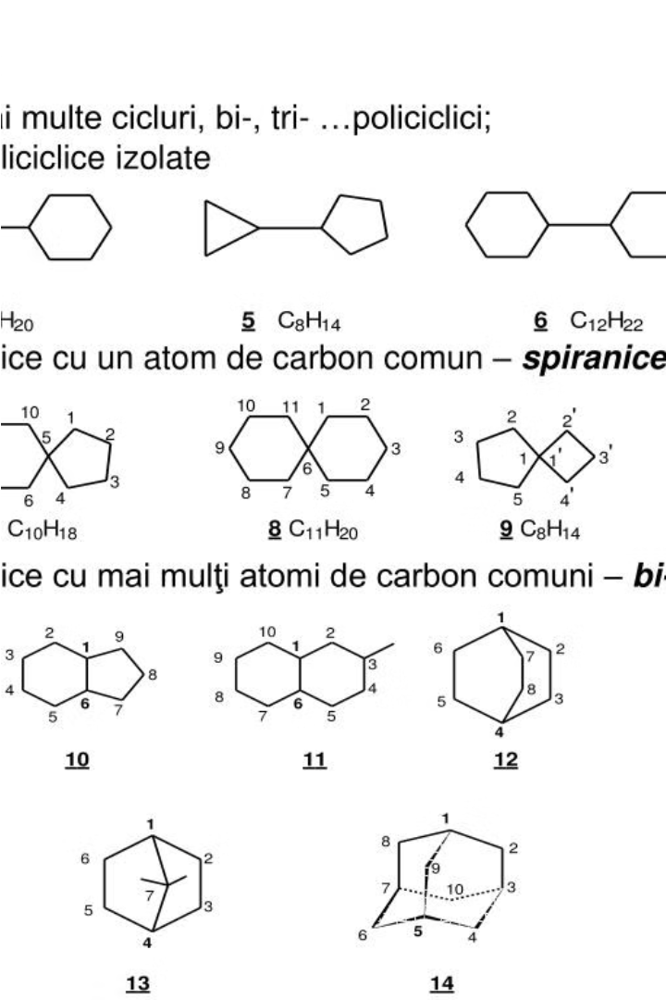 i multe cicluri, bi-, tri- …policiclici;
liciclice izolate
H20 5 C8H14 6 C12H22
ice cu un atom de carbon comun – spiranice
10 5 1 2 3 4 6
10 11 1 2 9 3 6 8 7 5 4
2 2' 3 1 1' 3' 4 5 4'
C10H18 8 C11H20 9 C8H14
ice cu mai mulţi atomi de carbon comuni – bi-
2 1 9 3 8 4 6 7 5
10 1 2 9 3 8 4 6 7 5
1 6 2 7 8 5 3 4
10 11 12
1 6 2 7 5 3 4
1 8 2 9 7 10 3 6 5 4
13 14